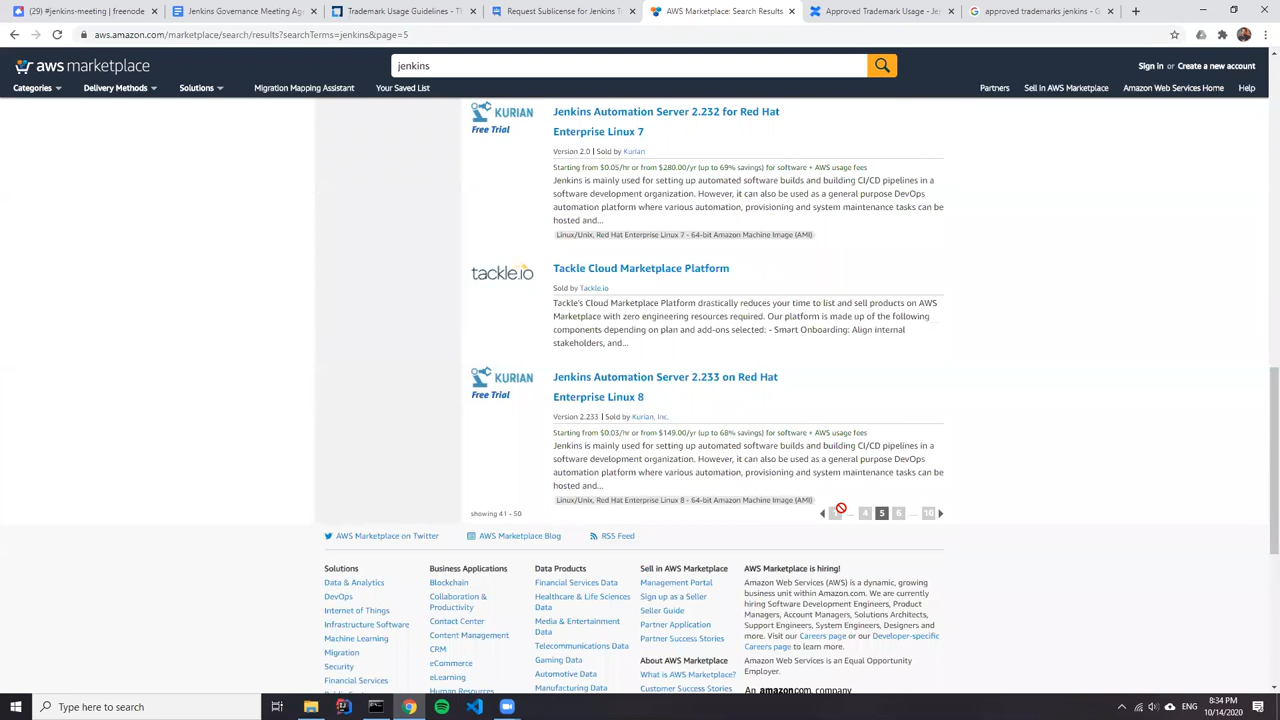 (29) #jenkins | freenode
Jenkins Governance Meeting Ag
Trademark Usage Guidelines - Th
Request Sublicense for Jenkins T
AWS Marketplace: Search Results
Trademarks Usage - Je
approved trademarks jenkins - G
aws.amazon.com/marketplace/search/results?searchTerms=jenkins&page=5
aws marketplace
jenkins
Sign in or Create a new account
Categories
Delivery Methods
Solutions
Migration Mapping Assistant
Your Saved List
Partners
Sell in AWS Marketplace
Amazon Web Services Home
Help
KURIAN
Free Trial
Jenkins Automation Server 2.232 for Red Hat
Enterprise Linux 7
Version 2.0 | Sold by Kurian
Starting from $0.05/hr or from $280.00/yr (up to 69% savings) for software + AWS usage fees
Jenkins is mainly used for setting up automated software builds and building CI/CD pipelines in a
software development organization. However, it can also be used as a general purpose DevOps
automation platform where various automation, provisioning and system maintenance tasks can be
hosted and...
Linux/Unix, Red Hat Enterprise Linux 7 - 64-bit Amazon Machine Image (AMI)
tackle.io
Tackle Cloud Marketplace Platform
Sold by Tackle.io
Tackle's Cloud Marketplace Platform drastically reduces your time to list and sell products on AWS
Marketplace with zero engineering resources required. Our platform is made up of the following
components depending on plan and add-ons selected: - Smart Onboarding: Align internal
stakeholders, and...
KURIAN
Free Trial
Jenkins Automation Server 2.233 on Red Hat
Enterprise Linux 8
Version 2.233 | Sold by Kurian, Inc.
Starting from $0.03/hr or from $149.00/yr (up to 68% savings) for software + AWS usage fees
Jenkins is mainly used for setting up automated software builds and building CI/CD pipelines in a
software development organization. However, it can also be used as a general purpose DevOps
automation platform where various automation, provisioning and system maintenance tasks can be
hosted and...
Linux/Unix, Red Hat Enterprise Linux 8 - 64-bit Amazon Machine Image (AMI)
showing 41 - 50
... 4 5 6 ... 10
AWS Marketplace on Twitter
AWS Marketplace Blog
RSS Feed
Solutions
Data & Analytics
DevOps
Internet of Things
Infrastructure Software
Machine Learning
Migration
Security
Financial Services
Business Applications
Blockchain
Collaboration &
Productivity
Contact Center
Content Management
CRM
eCommerce
eLearning
Human Resources
Data Products
Financial Services Data
Healthcare & Life Sciences
Data
Media & Entertainment
Data
Telecommunications Data
Gaming Data
Automotive Data
Manufacturing Data
Sell in AWS Marketplace
Management Portal
Sign up as a Seller
Seller Guide
Partner Application
Partner Success Stories
About AWS Marketplace
What is AWS Marketplace?
Customer Success Stories
AWS Marketplace is hiring!
Amazon Web Services (AWS) is a dynamic, growing
business unit within Amazon.com. We are currently
hiring Software Development Engineers, Product
Managers, Account Managers, Solutions Architects,
Support Engineers, System Engineers, Designers and
more. Visit our Careers page or our Developer-specific
Careers page to learn more.
Amazon Web Services is an Equal Opportunity
Employer.
An amazon.com. company
Type here to search
ENG
8:34 PM
10/14/2020